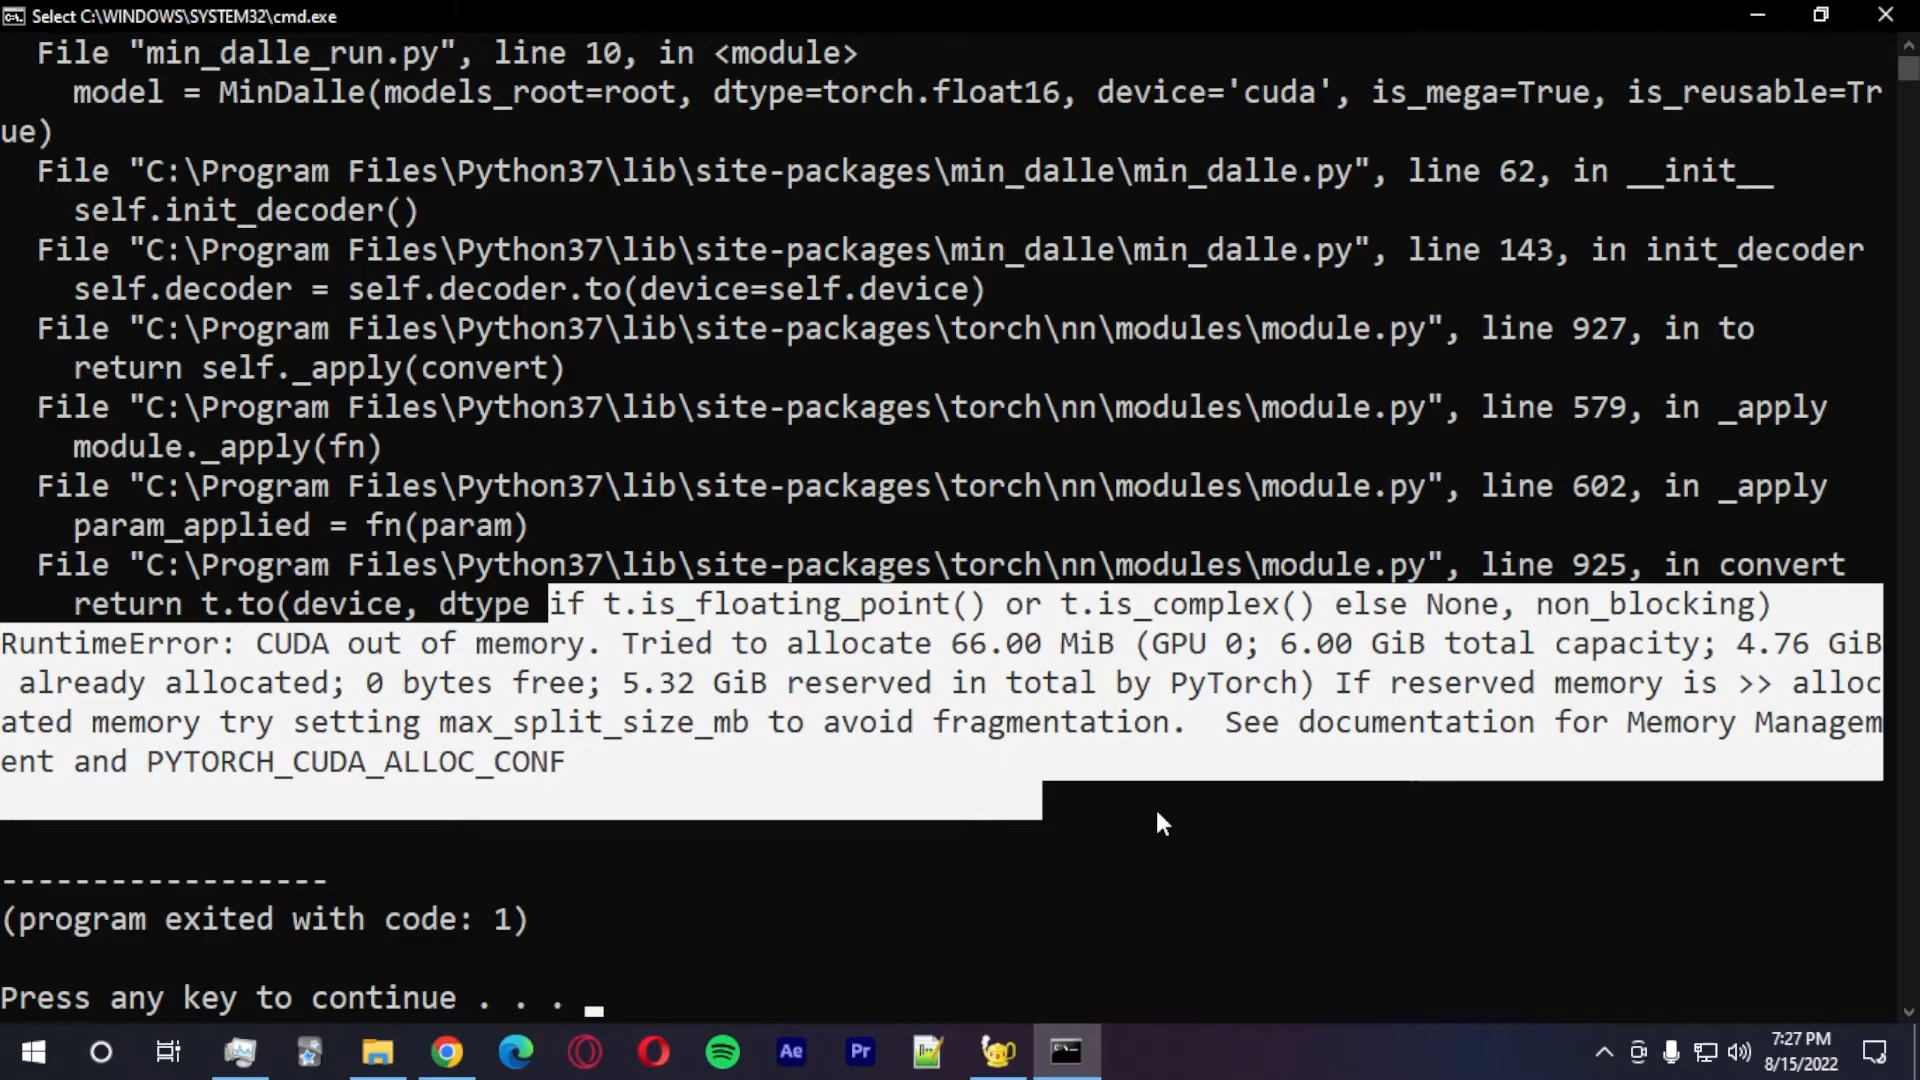 Select C:\WINDOWS\SYSTEM32\cmd.exe
File "min_dalle_run.py", line 10, in <module>
model = MinDalle(models_root=root, dtype=torch.float16, device='cuda', is_mega=True, is_reusable=Tr
ue)
File "C:\Program Files\Python37\lib\site-packages\min_dalle\min_dalle.py", line 62, in __init__
self.init_decoder()
File "C:\Program Files\Python37\lib\site-packages\min_dalle\min_dalle.py", line 143, in init_decoder
self.decoder = self.decoder.to(device=self.device)
File "C:\Program Files\Python37\lib\site-packages\torch\nn\modules\module.py", line 927, in to
return self._apply(convert)
File "C:\Program Files\Python37\lib\site-packages\torch\nn\modules\module.py", line 579, in _apply
module._apply(fn)
File "C:\Program Files\Python37\lib\site-packages\torch\nn\modules\module.py", line 602, in _apply
param_applied = fn(param)
File "C:\Program Files\Python37\lib\site-packages\torch\nn\modules\module.py", line 925, in convert
return t.to(device, dtype if t.is_floating_point() or t.is_complex() else None, non_blocking)
RuntimeError: CUDA out of memory. Tried to allocate 66.00 MiB (GPU 0; 6.00 GiB total capacity; 4.76 GiB
already allocated; 0 bytes free; 5.32 GiB reserved in total by PyTorch) If reserved memory is >> alloc
ated memory try setting max_split_size_mb to avoid fragmentation.  See documentation for Memory Managem
ent and PYTORCH_CUDA_ALLOC_CONF
------------------
(program exited with code: 1)
Press any key to continue . . .
Ae
Pr
7:27 PM
8/15/2022